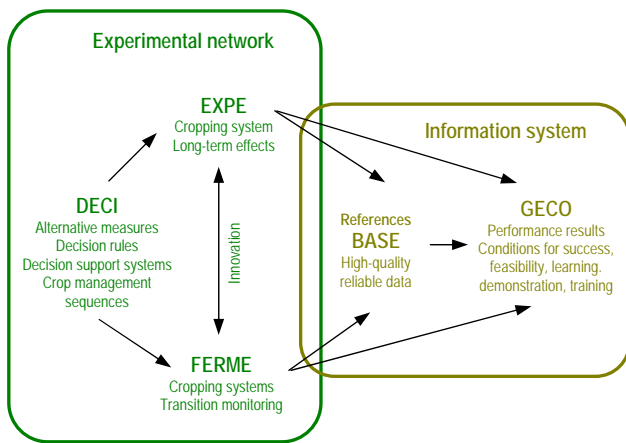 Experimental network
EXPE
Cropping system
Long-term effects
DECI
Alternative measures
Decision rules
Decision support systems
Crop management
sequences
Innovation
FERME
Cropping systems
Transition monitoring
Information system
References
BASE
High-quality
reliable data
GECO
Performance results
Conditions for success,
feasibility, learning.
demonstration, training